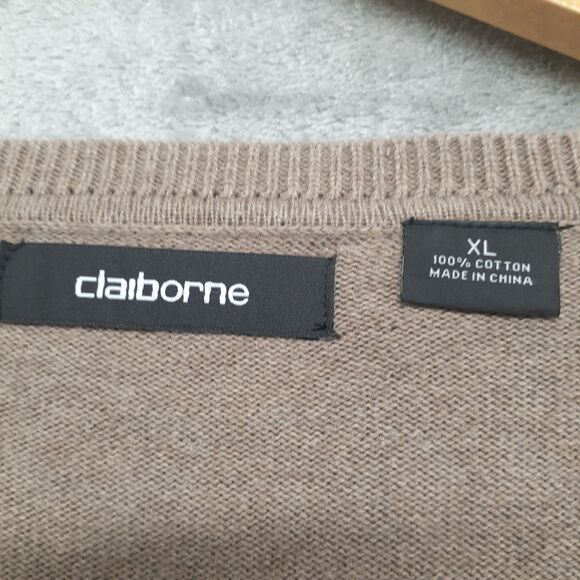 claiborne
XL
100% COTTON
MADE IN CHINA